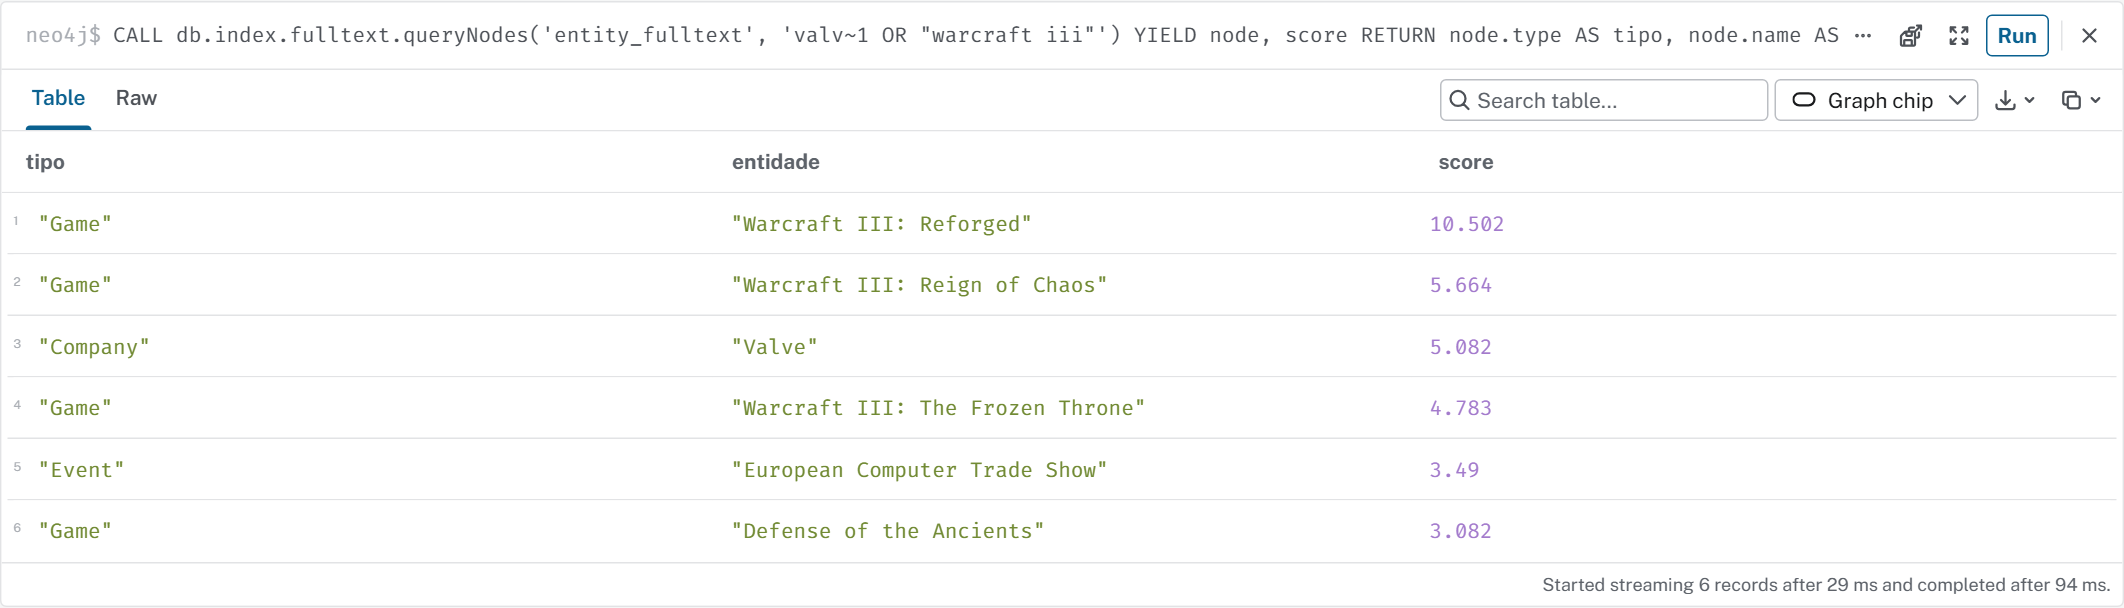 neo4j$ CALL db.index.fulltext.queryNodes('entity_fulltext', 'valv~1 OR "warcraft iii"') YIELD node, score RETURN node.type AS tipo, node.name AS ··· Run
Table Raw Search table... Graph chip
tipo entidade score
1 "Game" "Warcraft III: Reforged" 10.502
2 "Game" "Warcraft III: Reign of Chaos" 5.664
3 "Company" "Valve" 5.082
4 "Game" "Warcraft III: The Frozen Throne" 4.783
5 "Event" "European Computer Trade Show" 3.49
6 "Game" "Defense of the Ancients" 3.082
Started streaming 6 records after 29 ms and completed after 94 ms.